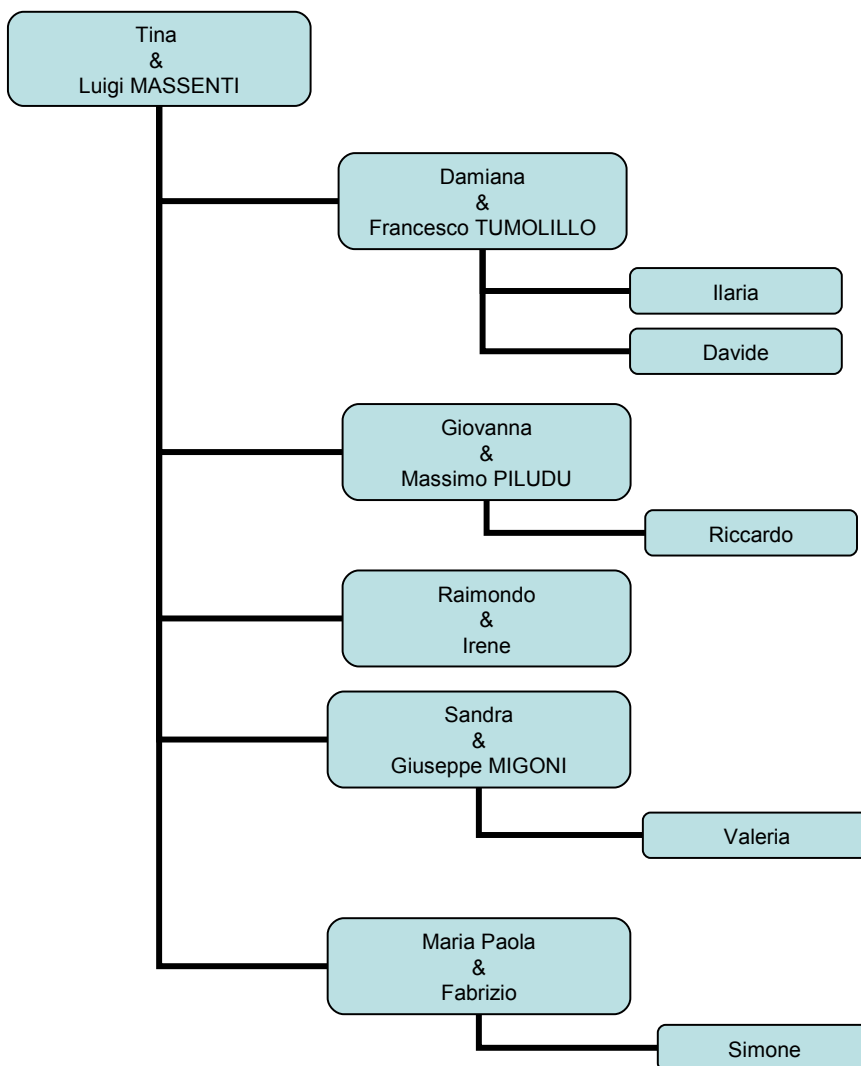 Tina
&
Luigi MASSENTI
Damiana
&
Francesco TUMOLILLO
Ilaria
Davide
Giovanna
&
Massimo PILUDU
Riccardo
Raimondo
&
Irene
Sandra
&
Giuseppe MIGONI
Valeria
Maria Paola
&
Fabrizio
Simone